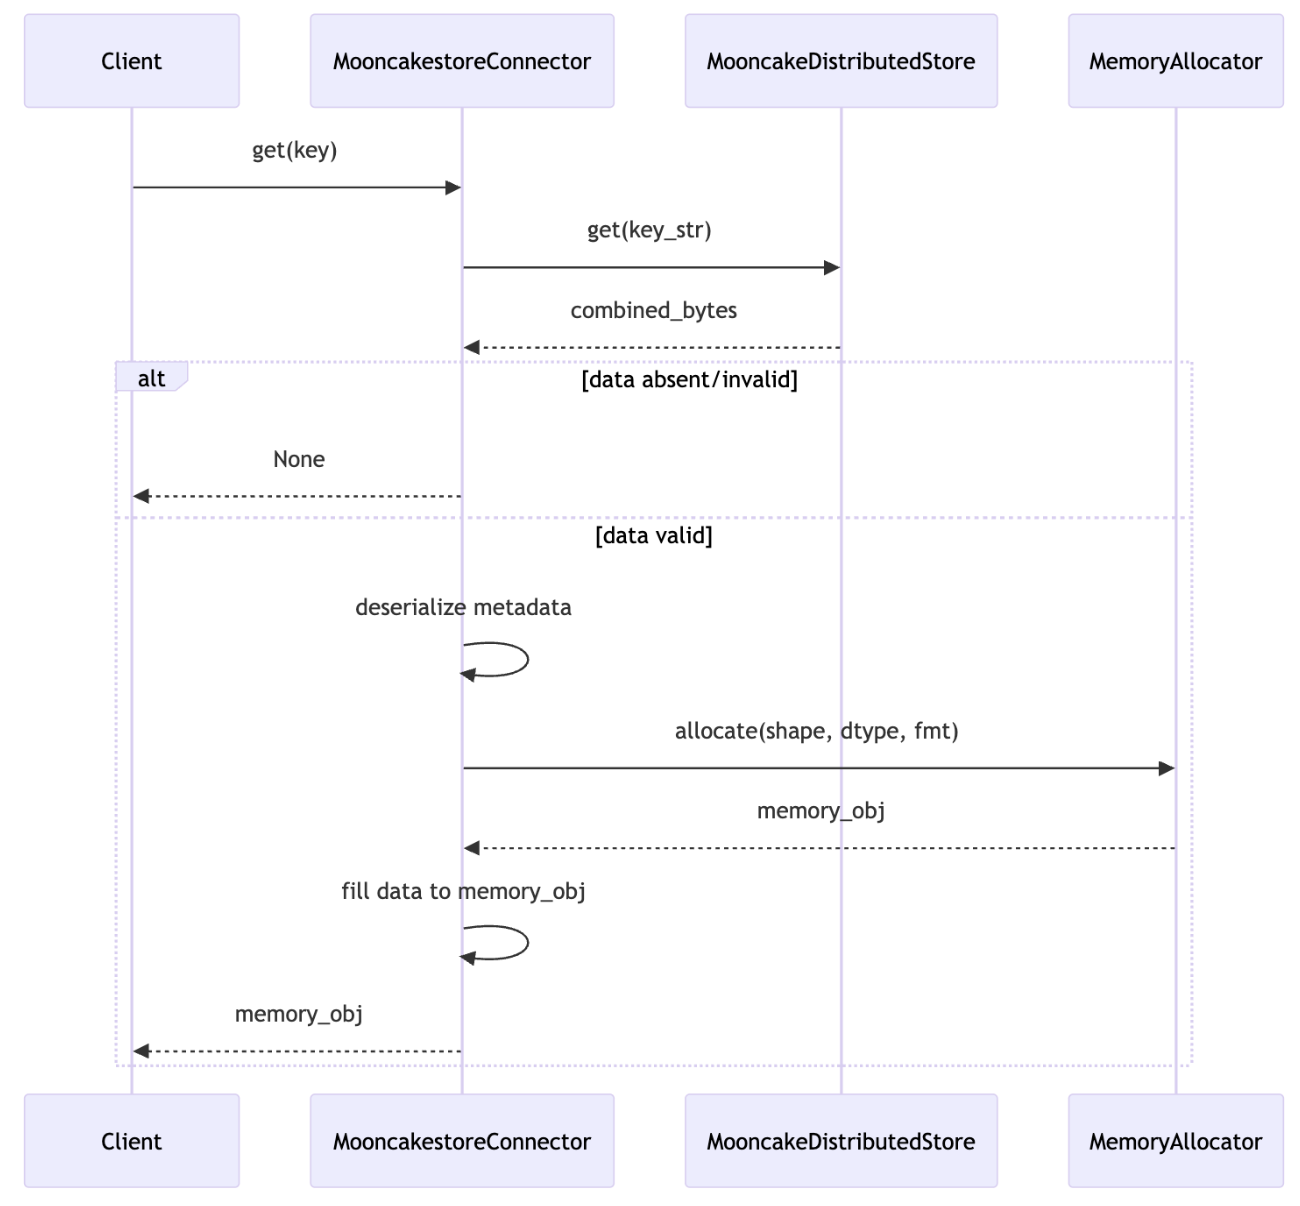 Client
MooncakestoreConnector
MooncakeDistributedStore
MemoryAllocator
get(key)
get(key_str)
combined_bytes
alt
[data absent/invalid]
None
[data valid]
deserialize metadata
allocate(shape, dtype, fmt)
memory_obj
fill data to memory_obj
memory_obj
Client
MooncakestoreConnector
MooncakeDistributedStore
MemoryAllocator